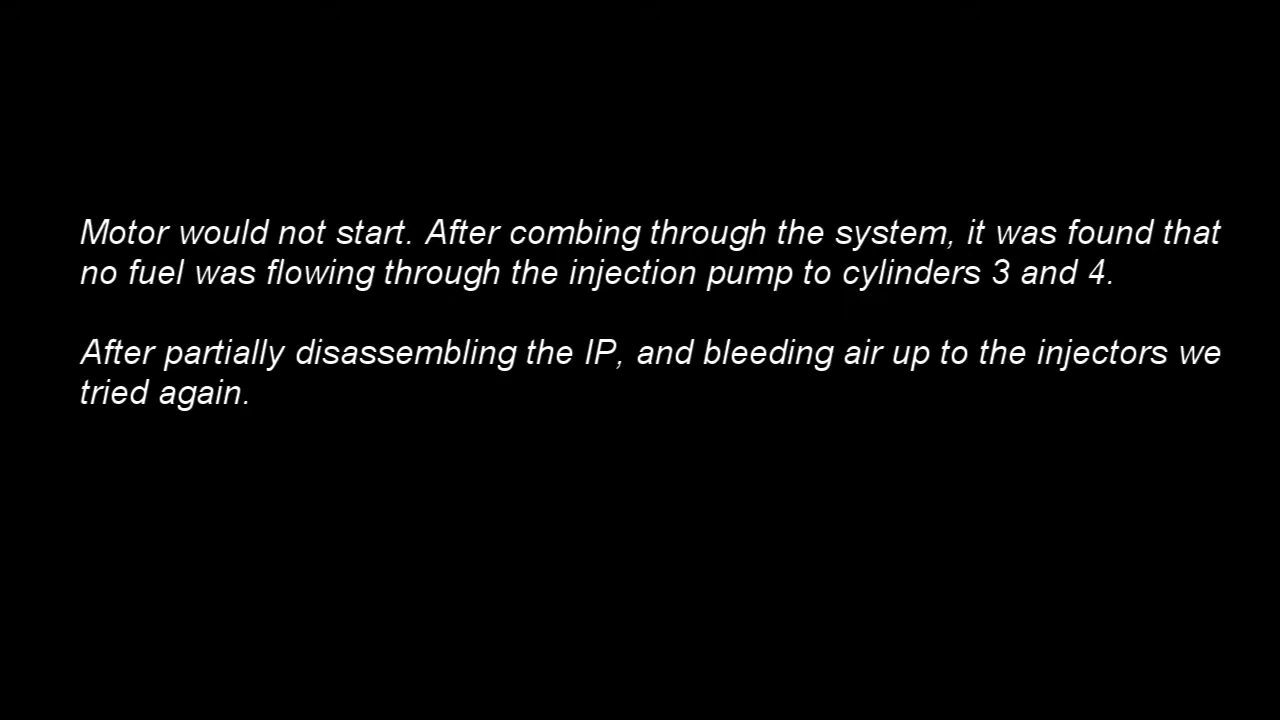 Motor would not start. After combing through the system, it was found that
no fuel was flowing through the injection pump to cylinders 3 and 4.
After partially disassembling the IP, and bleeding air up to the injectors we
tried again.